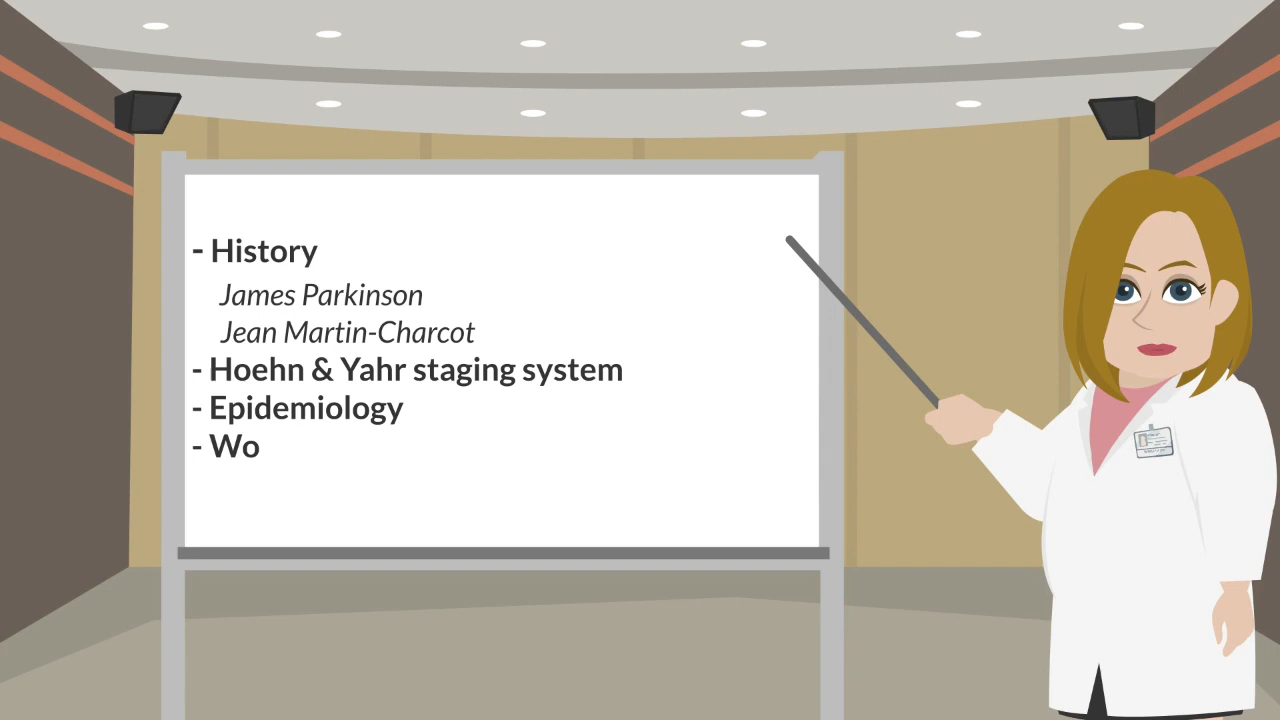 - History
James Parkinson
Jean Martin-Charcot
- Hoehn & Yahr staging system
- Epidemiology
- Wo